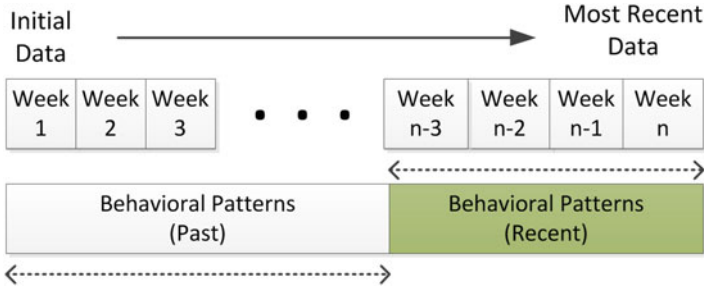 Initial
Data
Most Recent
Data
Week
1
Week
2
Week
3
. . .
Week
n-3
Week
n-2
Week
n-1
Week
n
Behavioral Patterns
(Past)
Behavioral Patterns
(Recent)